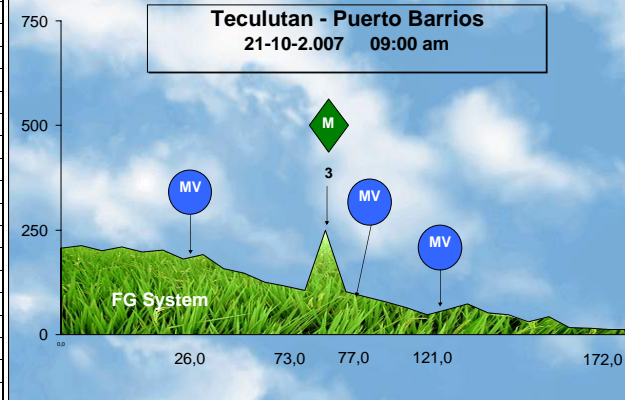 Teculutan - Puerto Barrios
21-10-2.007 09:00 am
750
500
250
0
M
3
MV
MV
MV
FG System
0,0
26,0 73,0 77,0 121,0 172,0